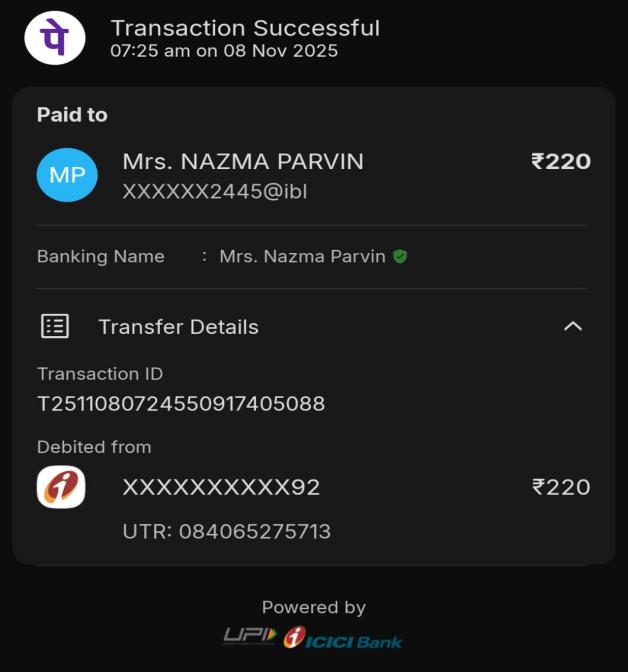 पे
Transaction Successful
07:25 am on 08 Nov 2025
Paid to
MP
Mrs. NAZMA PARVIN ₹220
XXXXXX2445@ibl
Banking Name : Mrs. Nazma Parvin
Transfer Details
Transaction ID
T2511080724550917405088
Debited from
XXXXXXXXXX92 ₹220
UTR: 084065275713
Powered by
UPI ICICI Bank